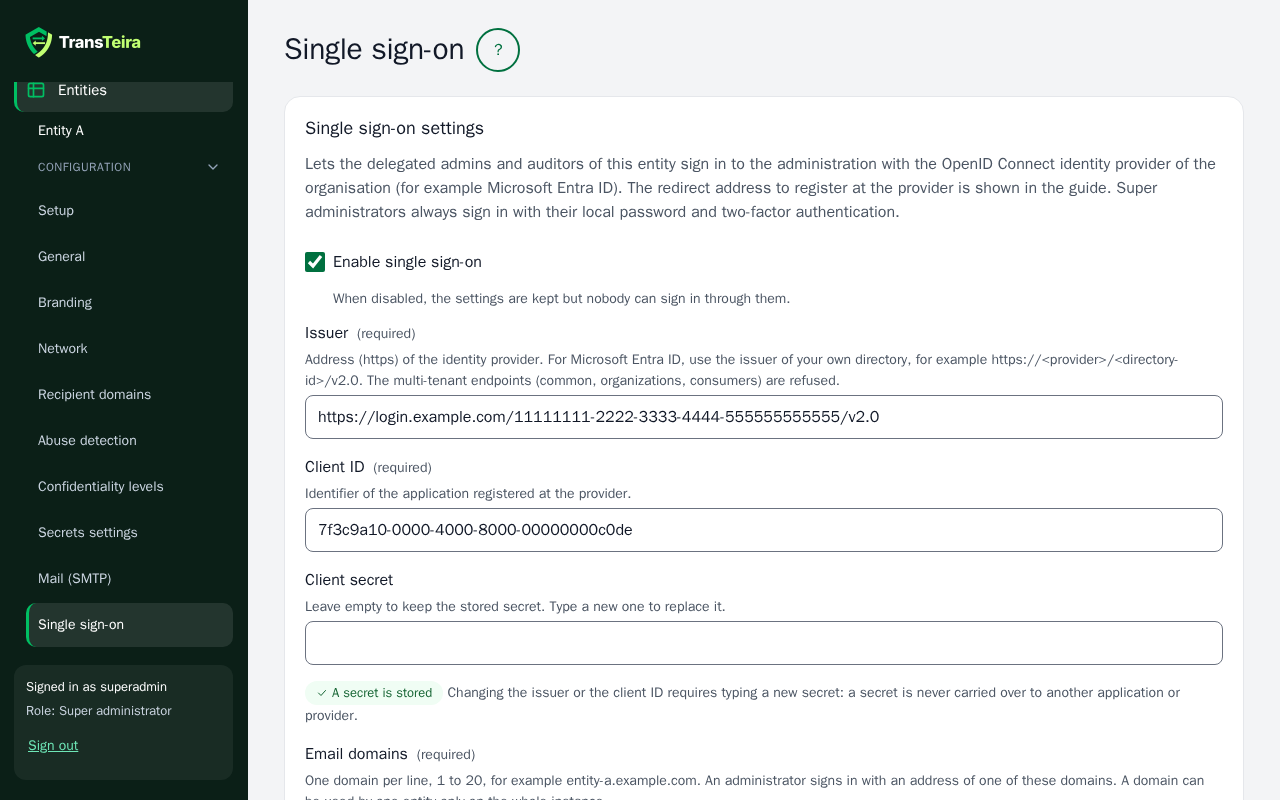 TransTeira
Entities
Entity A
CONFIGURATION
Setup
General
Branding
Network
Recipient domains
Abuse detection
Confidentiality levels
Secrets settings
Mail (SMTP)
Single sign-on
Signed in as superadmin
Role: Super administrator
Sign out
Single sign-on ?
Single sign-on settings
Lets the delegated admins and auditors of this entity sign in to the administration with the OpenID Connect identity provider of the
organisation (for example Microsoft Entra ID). The redirect address to register at the provider is shown in the guide. Super
administrators always sign in with their local password and two-factor authentication.
Enable single sign-on
When disabled, the settings are kept but nobody can sign in through them.
Issuer (required)
Address (https) of the identity provider. For Microsoft Entra ID, use the issuer of your own directory, for example https://<provider>/<directory-
id>/v2.0. The multi-tenant endpoints (common, organizations, consumers) are refused.
https://login.example.com/11111111-2222-3333-4444-555555555555/v2.0
Client ID (required)
Identifier of the application registered at the provider.
7f3c9a10-0000-4000-8000-00000000c0de
Client secret
Leave empty to keep the stored secret. Type a new one to replace it.
A secret is stored Changing the issuer or the client ID requires typing a new secret: a secret is never carried over to another application or
provider.
Email domains (required)
One domain per line, 1 to 20, for example entity-a.example.com. An administrator signs in with an address of one of these domains. A domain can
be used by one entity only on the whole instance.